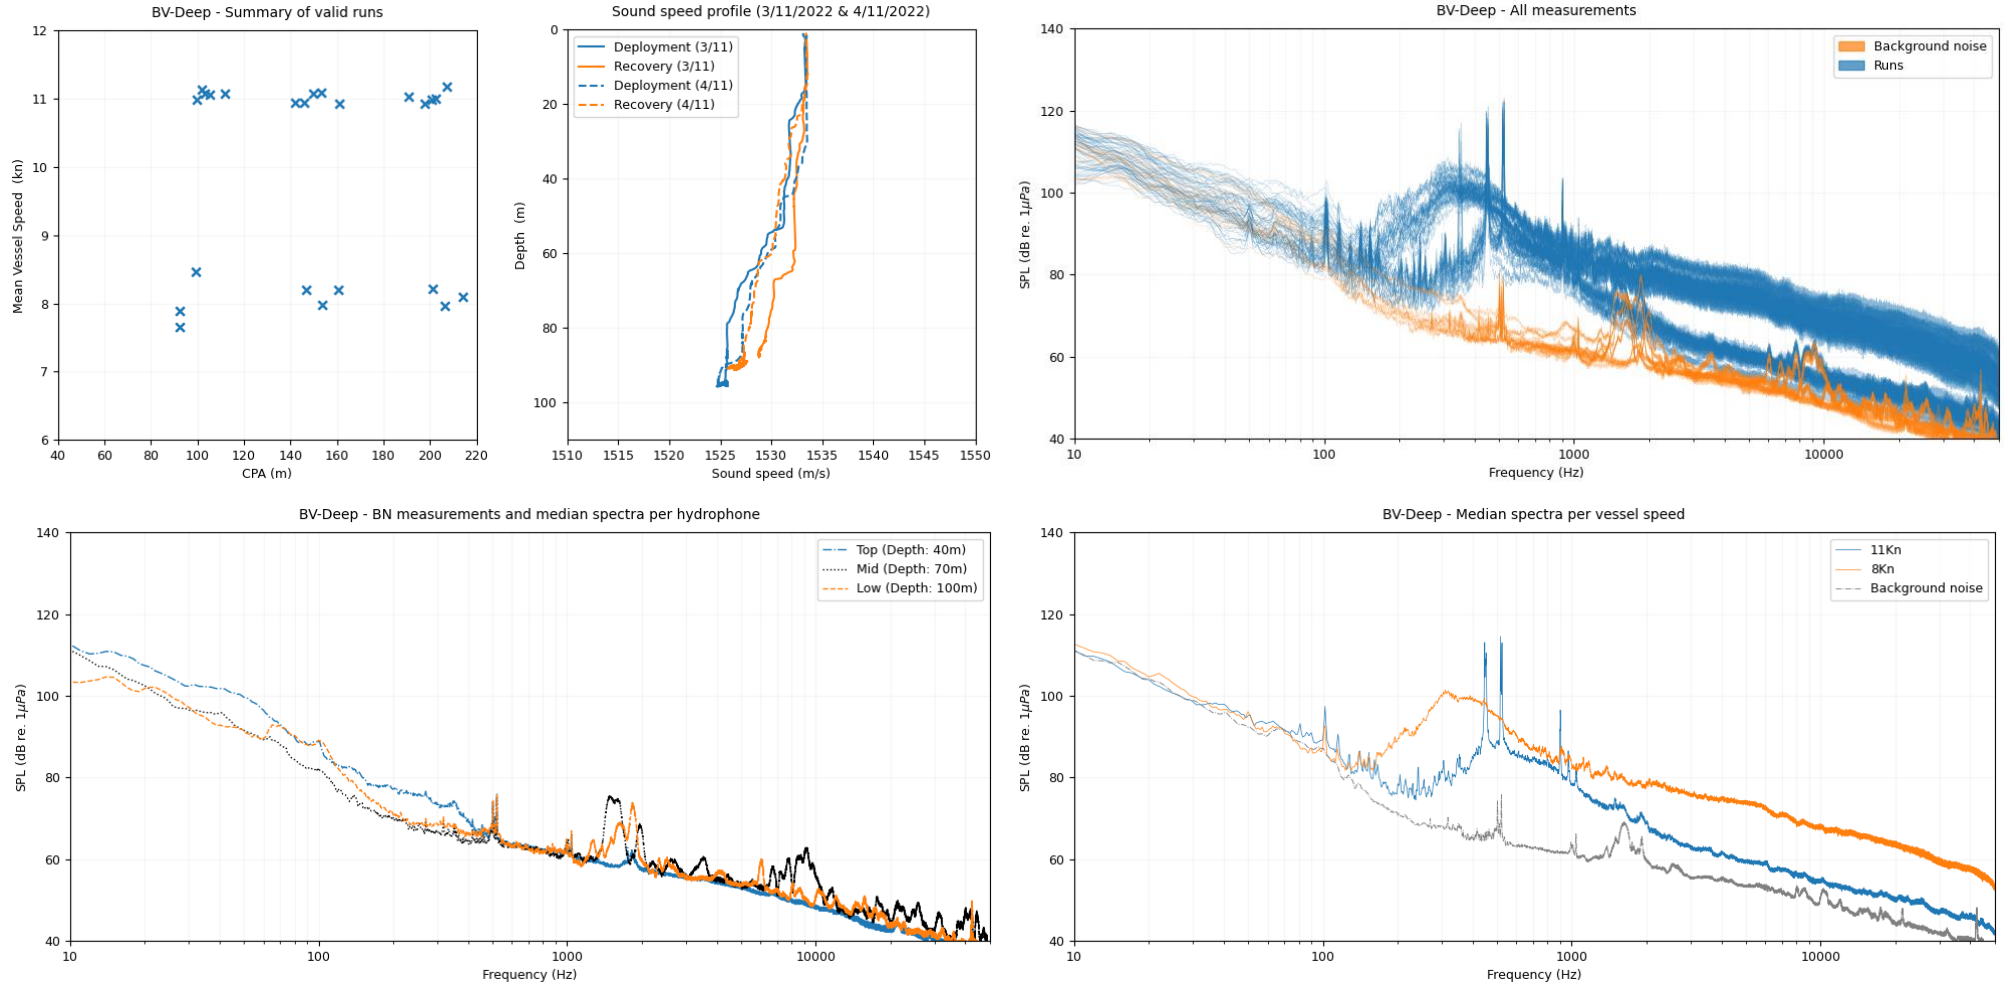 BV-Deep - Summary of valid runs
12
11
10
9
8
7
6
Mean Vessel Speed (kn)
40 60 80 100 120 140 160 180 200 220
CPA (m)
Sound speed profile (3/11/2022 & 4/11/2022)
Deployment (3/11)
Recovery (3/11)
Deployment (4/11)
Recovery (4/11)
0
20
40
60
80
100
Depth (m)
1510 1515 1520 1525 1530 1535 1540 1545 1550
Sound speed (m/s)
BV-Deep - All measurements
Background noise
Runs
140
120
100
80
60
40
SPL (dB re. 1μPa)
10 100 1000 10000
Frequency (Hz)
BV-Deep - BN measurements and median spectra per hydrophone
Top (Depth: 40m)
Mid (Depth: 70m)
Low (Depth: 100m)
140
120
100
80
60
40
SPL (dB re. 1μPa)
10 100 1000 10000
Frequency (Hz)
BV-Deep - Median spectra per vessel speed
11Kn
8Kn
Background noise
140
120
100
80
60
40
SPL (dB re. 1μPa)
10 100 1000 10000
Frequency (Hz)